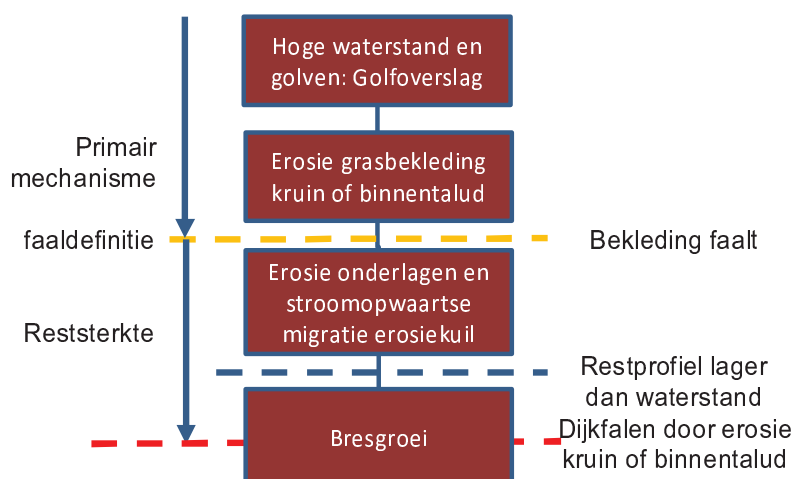 Hoge waterstand en
golven: Golfoverslag
Primair
mechanisme
Erosie grasbekleding
kruin of binnentalud
faaldefinitie
Bekleding faalt
Erosie onderlagen en
stroomopwaartse
migratie erosiekuil
Reststerkte
Restprofiel lager
dan waterstand
Bresgroei
Dijkfalen door erosie
kruin of binnentalud